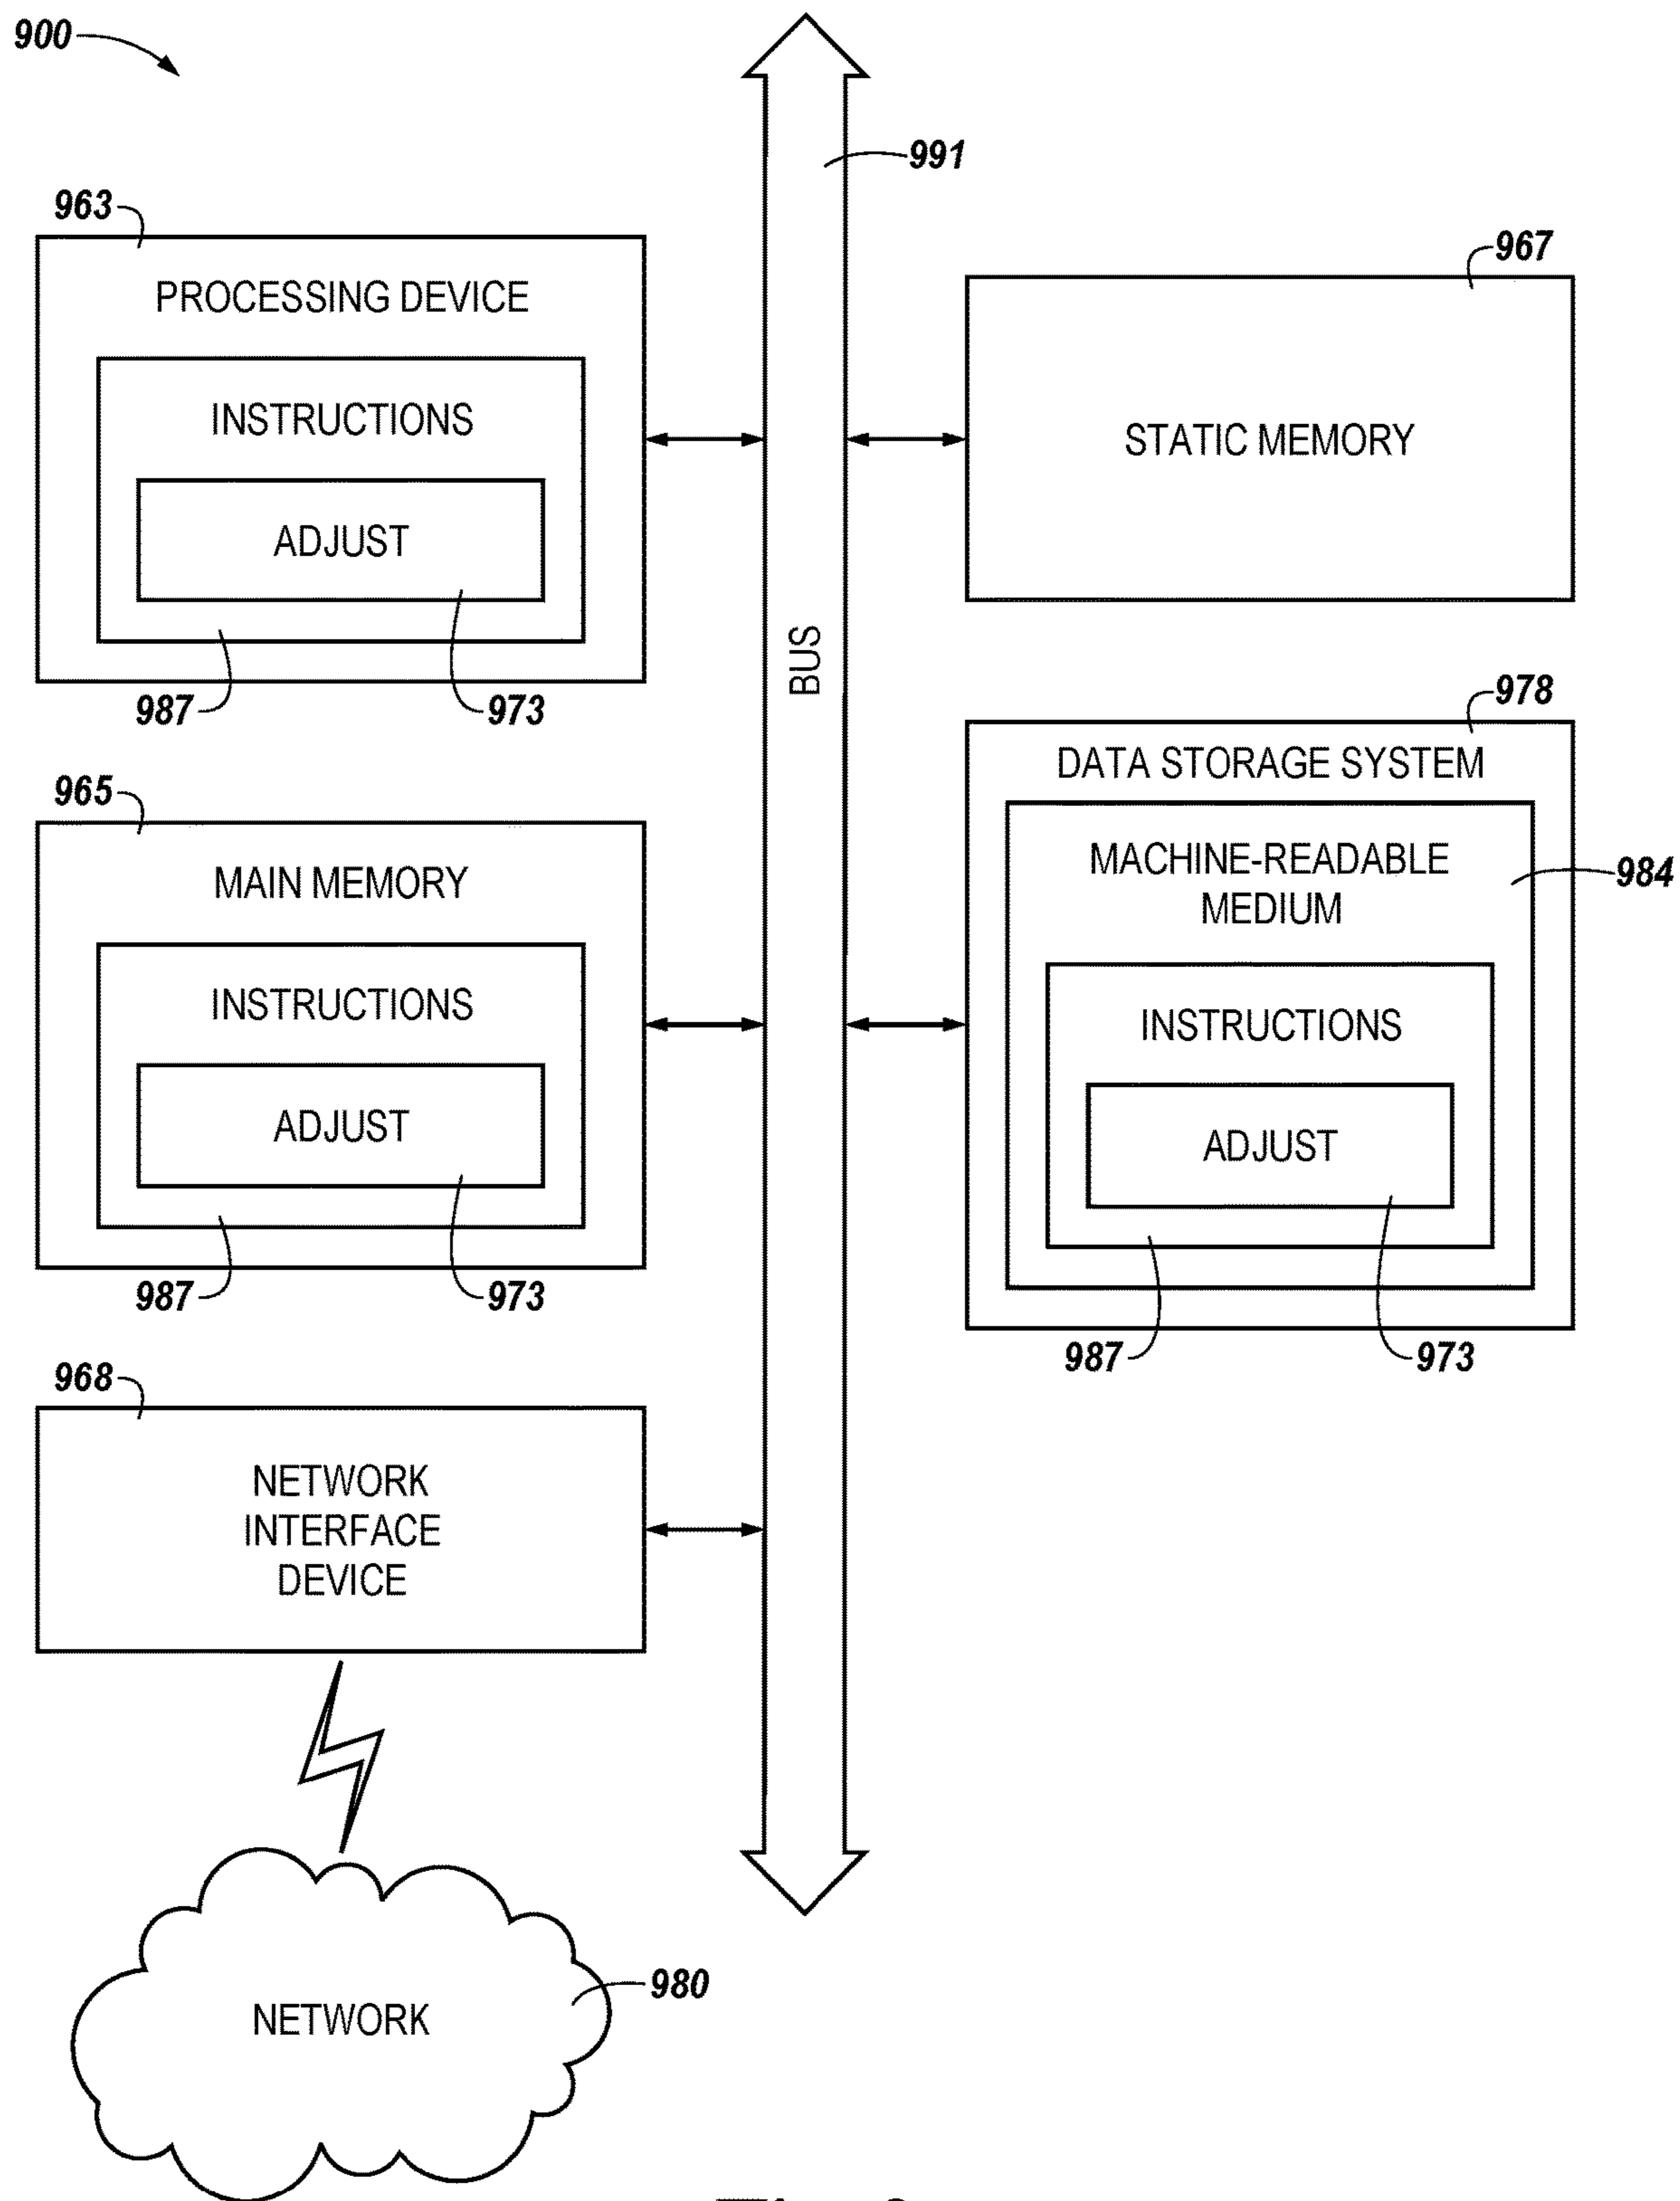 900
991
963
PROCESSING DEVICE
INSTRUCTIONS
ADJUST
987
973
967
STATIC MEMORY
BUS
965
MAIN MEMORY
INSTRUCTIONS
ADJUST
987
973
978
DATA STORAGE SYSTEM
MACHINE-READABLE
MEDIUM
984
INSTRUCTIONS
ADJUST
987
973
968
NETWORK
INTERFACE
DEVICE
980
NETWORK